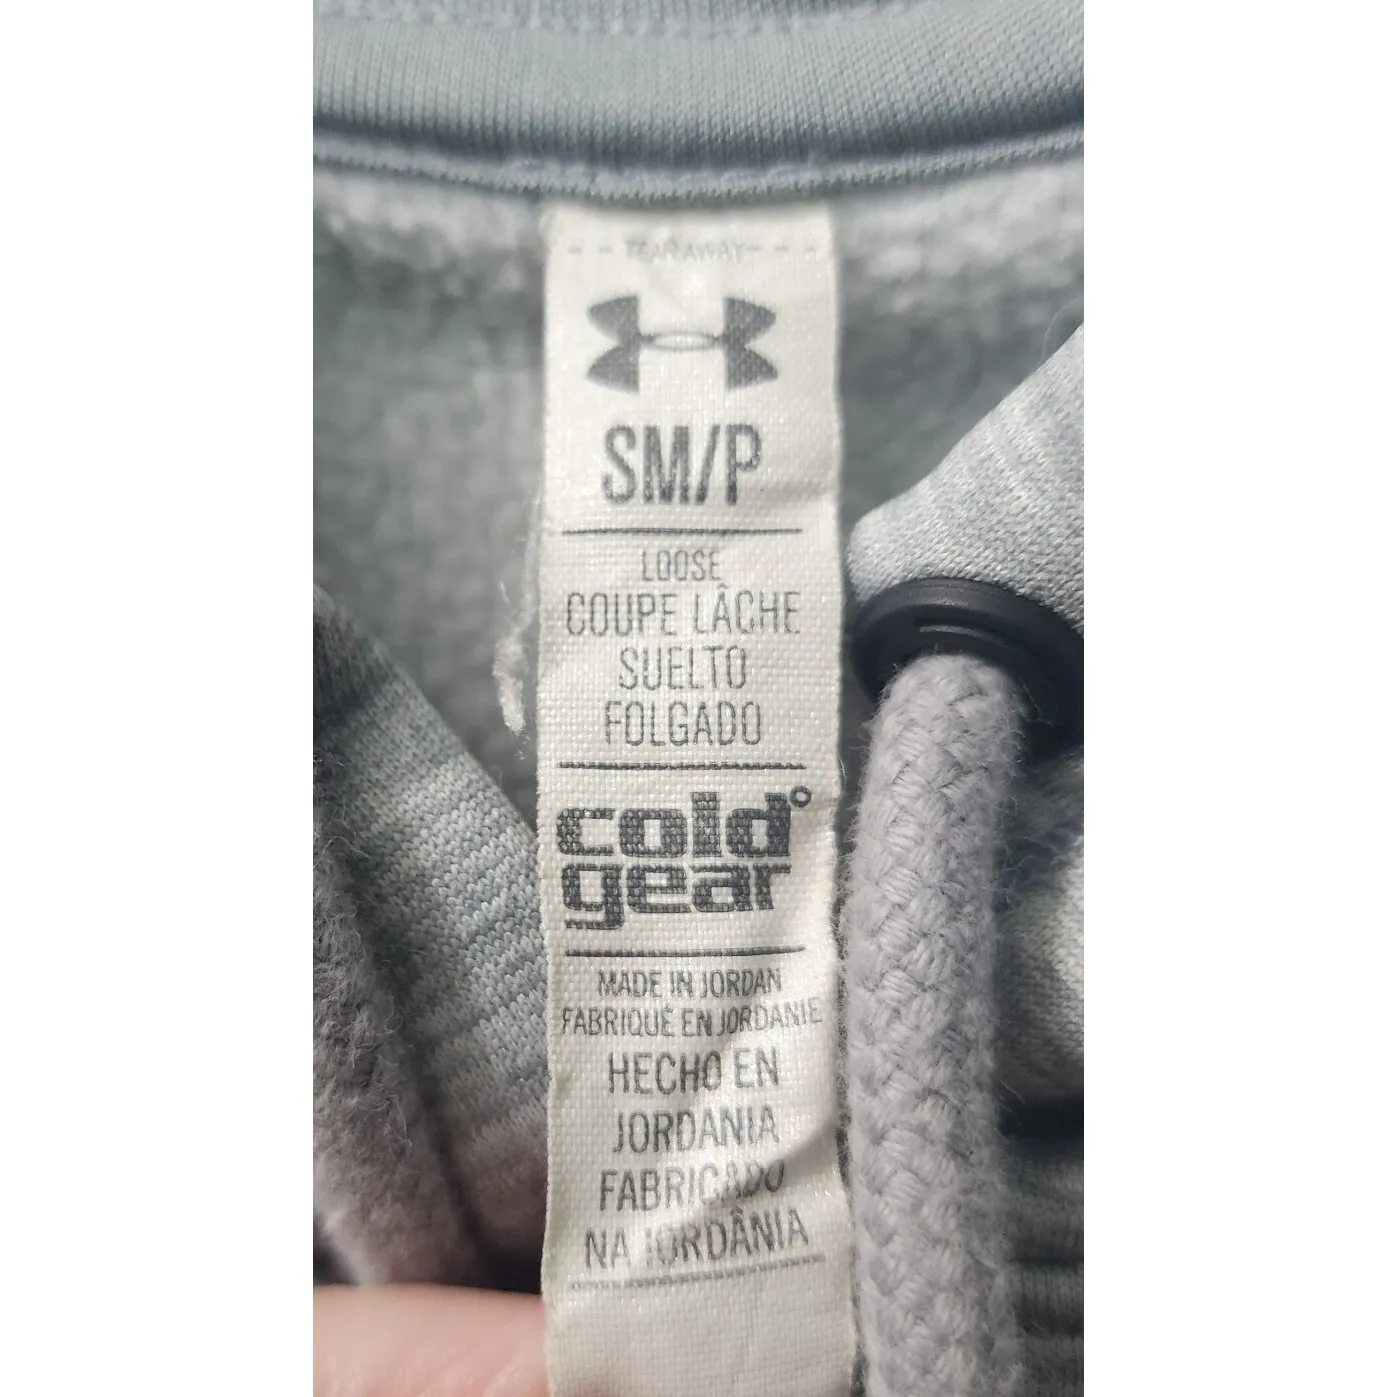 TEAR AWAY
SM/P
LOOSE
COUPE LÂCHE
SUELTO
FOLGADO
cold°
gear
MADE IN JORDAN
FABRIQUÉ EN JORDANIE
HECHO EN
JORDANIA
FABRICADO
NA JORDÂNIA